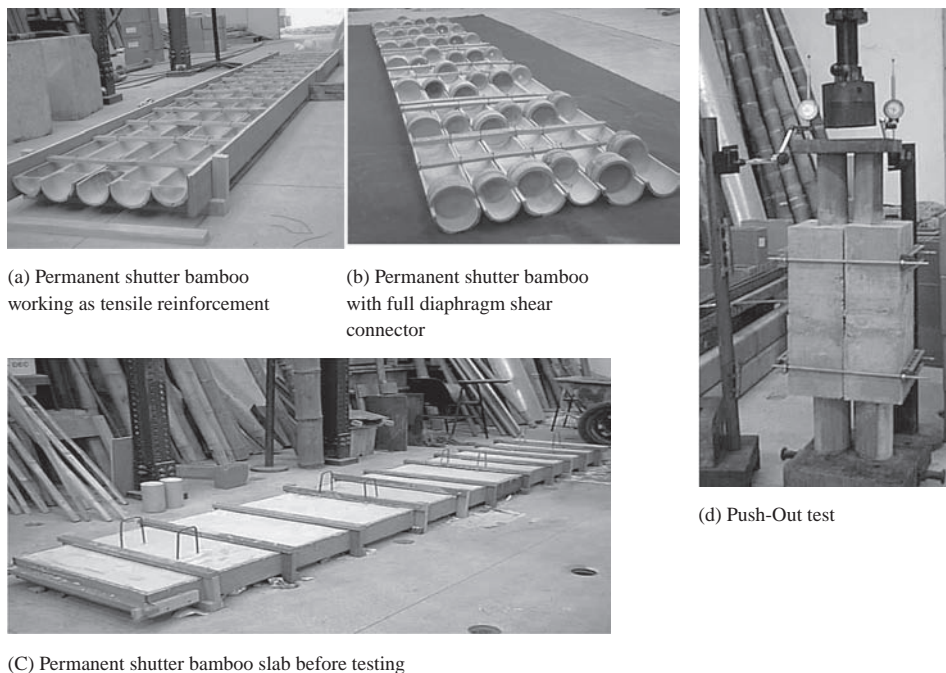 (a) Permanent shutter bamboo
working as tensile reinforcement
(b) Permanent shutter bamboo
with full diaphragm shear
connector
DEC
(C) Permanent shutter bamboo slab before testing
(d) Push-Out test